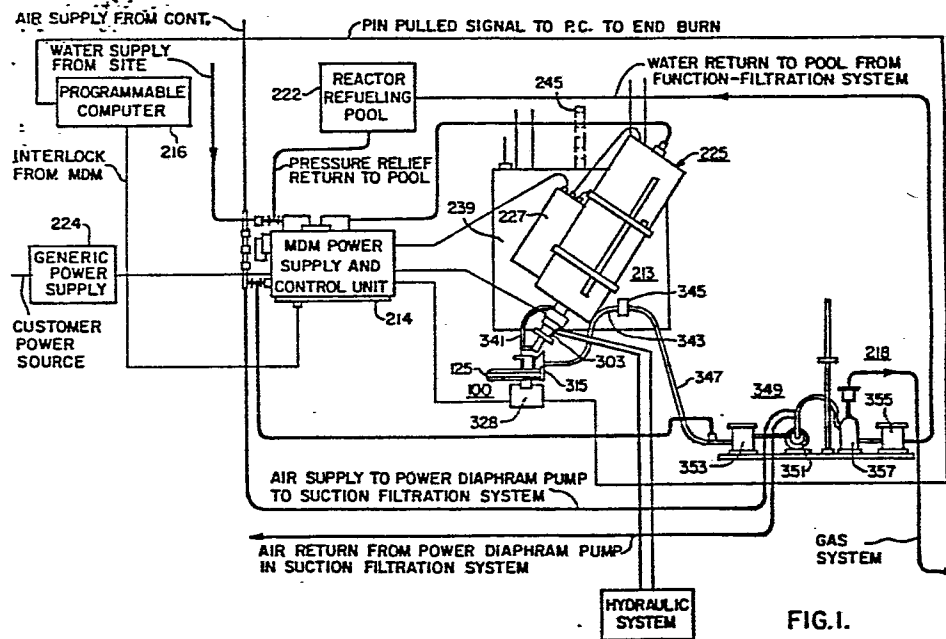 AIR SUPPLY FROM CONT.
PIN PULLED SIGNAL TO P.C. TO END BURN
WATER SUPPLY
FROM SITE
REACTOR
REFUELING
POOL
222
WATER RETURN TO POOL FROM
FUNCTION-FILTRATION SYSTEM
245
PROGRAMMABLE
COMPUTER
216
225
INTERLOCK
FROM MDM
PRESSURE RELIEF
RETURN TO POOL
239
227
224
GENERIC
POWER
SUPPLY
MDM POWER
SUPPLY AND
CONTROL UNIT
213
345
CUSTOMER
POWER
SOURCE
214
341
343
303
218
125
315
347
349
355
100
328
353
351
357
AIR SUPPLY TO POWER DIAPHRAM PUMP
TO SUCTION FILTRATION SYSTEM
AIR RETURN FROM POWER DIAPHRAM PUMP
IN SUCTION FILTRATION SYSTEM
GAS
SYSTEM
HYDRAULIC
SYSTEM
FIG.1.